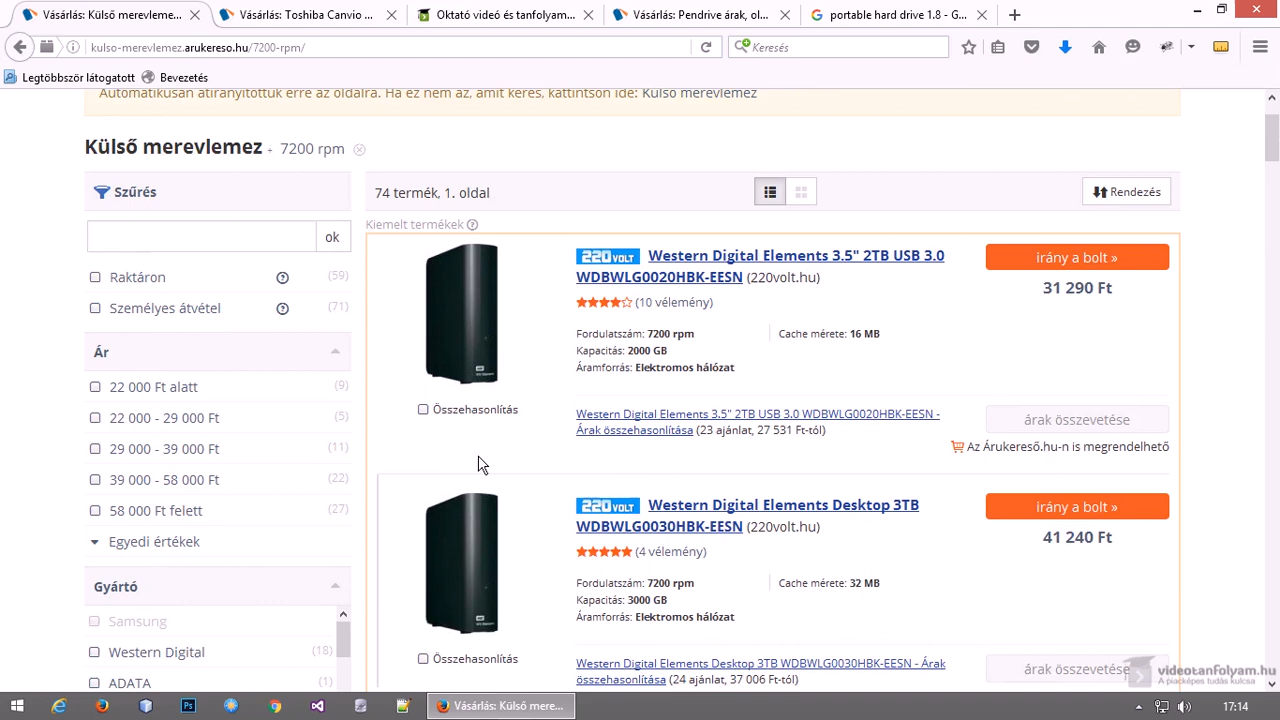 Vásárlás: Külső merevleme...
Vásárlás: Toshiba Canvio ...
Oktató videó és tanfolyam...
Vásárlás: Pendrive árak, ol...
portable hard drive 1.8 - G...
kulso-merevlemez.arukereso.hu/7200-rpm/
Keresés
Legtöbbször látogatott
Bevezetés
Automatikusan átirányítottuk erre az oldalra. Ha ez nem az, amit keres, kattintson ide: Külső merevlemez
Külső merevlemez - 7200 rpm
Szűrés
ok
Raktáron (59)
Személyes átvétel (71)
Ár
22 000 Ft alatt (9)
22 000 - 29 000 Ft (5)
29 000 - 39 000 Ft (11)
39 000 - 58 000 Ft (22)
58 000 Ft felett (27)
Egyedi értékek
Gyártó
Samsung
Western Digital (18)
ADATA (1)
74 termék, 1. oldal
Rendezés
Kiemelt termékek
220VOLT Western Digital Elements 3.5" 2TB USB 3.0
WDBWLG0020HBK-EESN (220volt.hu)
(10 vélemény)
irány a bolt »
31 290 Ft
Fordulatszám: 7200 rpm
Cache mérete: 16 MB
Kapacitás: 2000 GB
Áramforrás: Elektromos hálózat
Összehasonlítás
Western Digital Elements 3.5" 2TB USB 3.0 WDBWLG0020HBK-EESN -
Árak összehasonlítása (23 ajánlat, 27 531 Ft-tól)
árak összevetése
Az Árukereső.hu-n is megrendelhető
220VOLT Western Digital Elements Desktop 3TB
WDBWLG0030HBK-EESN (220volt.hu)
(4 vélemény)
irány a bolt »
41 240 Ft
Fordulatszám: 7200 rpm
Cache mérete: 32 MB
Kapacitás: 3000 GB
Áramforrás: Elektromos hálózat
Összehasonlítás
Western Digital Elements Desktop 3TB WDBWLG0030HBK-EESN - Árak
összehasonlítása (24 ajánlat, 37 006 Ft-tól)
árak összevetése
videotanfolyam.hu
A piacképes tudás kulcsa
Vásárlás: Külső mere...
17:14